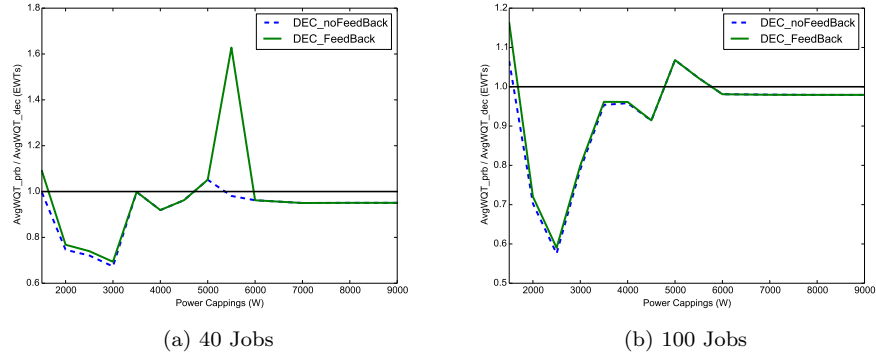 AvgWQT_prb / AvgWQT_dec (EWTs)
1.8
1.6
1.4
1.2
1.0
0.8
0.6
DEC_noFeedBack
DEC_FeedBack
2000 3000 4000 5000 6000 7000 8000 9000
Power Cappings (W)
(a) 40 Jobs
AvgWQT_prb / AvgWQT_dec (EWTs)
1.2
1.1
1.0
0.9
0.8
0.7
0.6
0.5
DEC_noFeedBack
DEC_FeedBack
2000 3000 4000 5000 6000 7000 8000 9000
Power Cappings (W)
(b) 100 Jobs